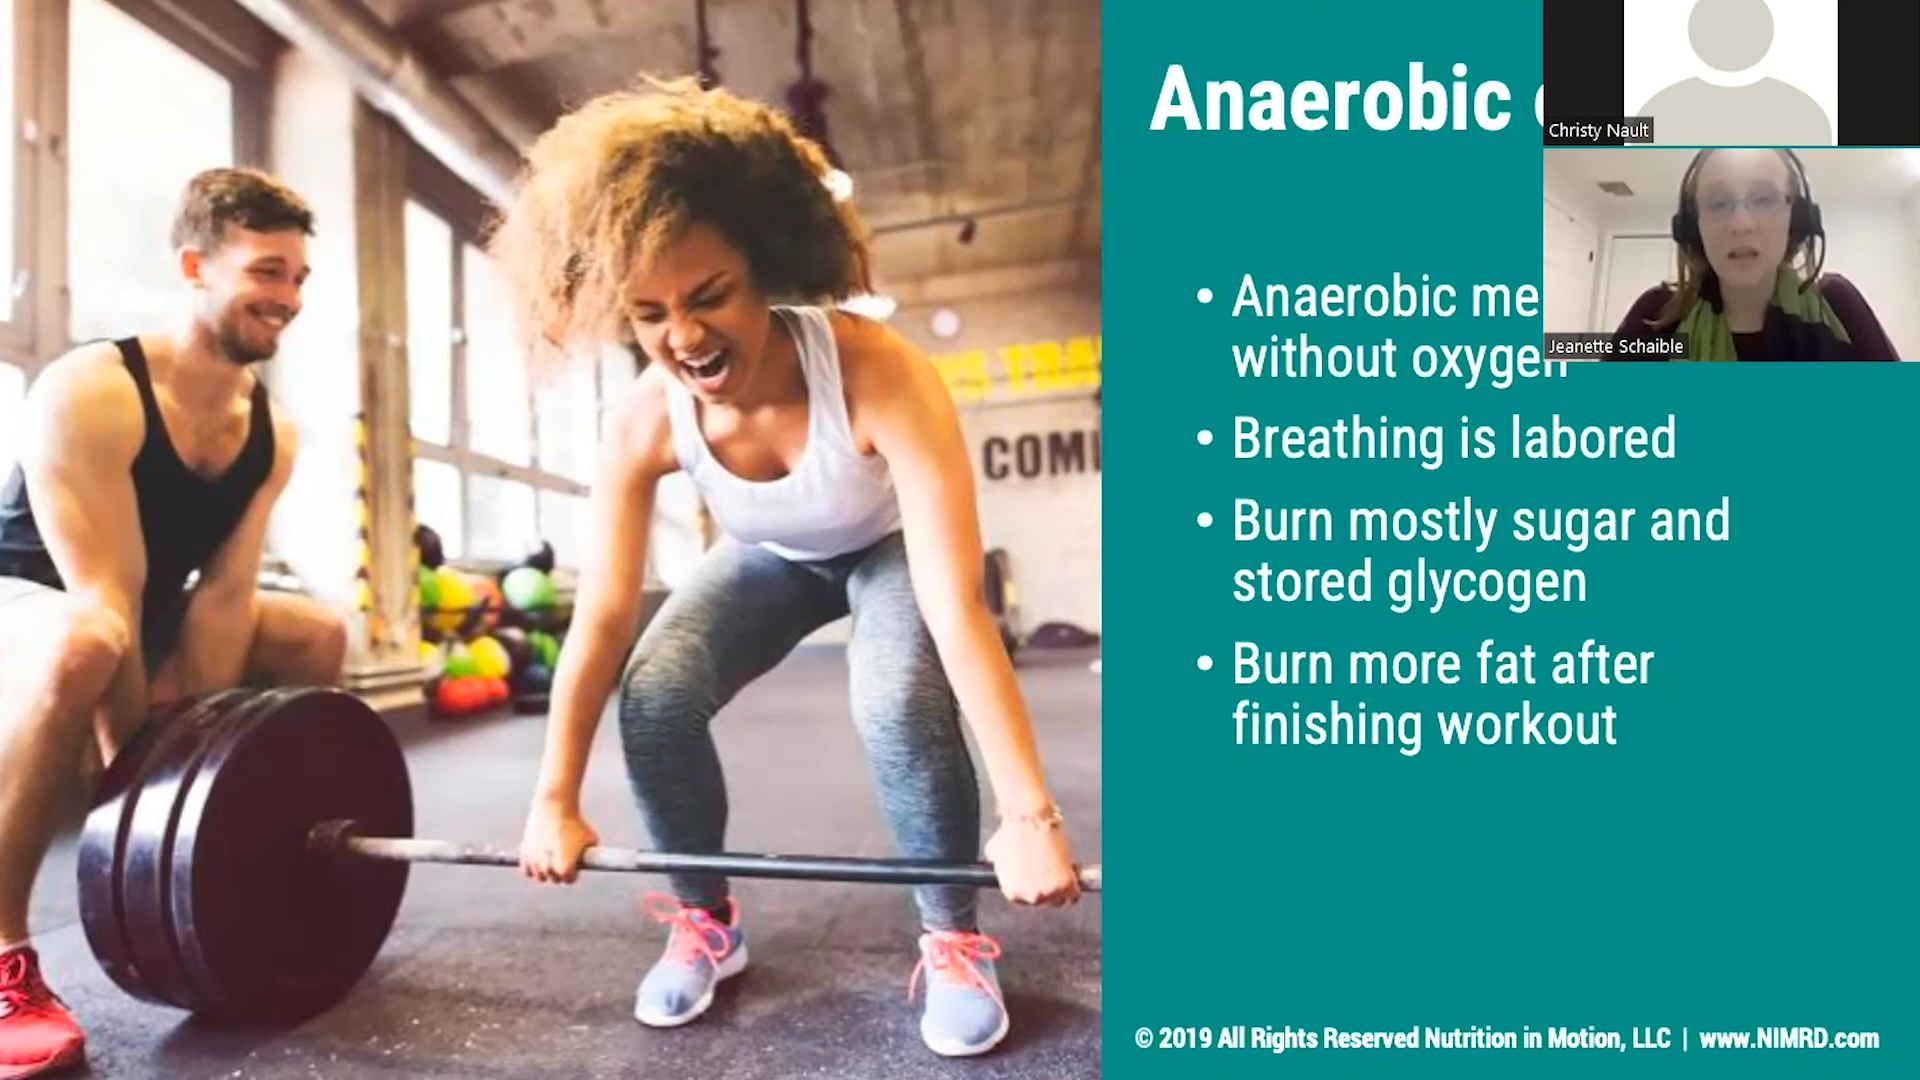 Anaerobic
Christy Nault
Jeanette Schaible
Anaerobic me
without oxygen
• Breathing is labored
• Burn mostly sugar and
stored glycogen
• Burn more fat after
finishing workout
COM
© 2019 All Rights Reserved Nutrition in Motion, LLC | www.NIMRD.com